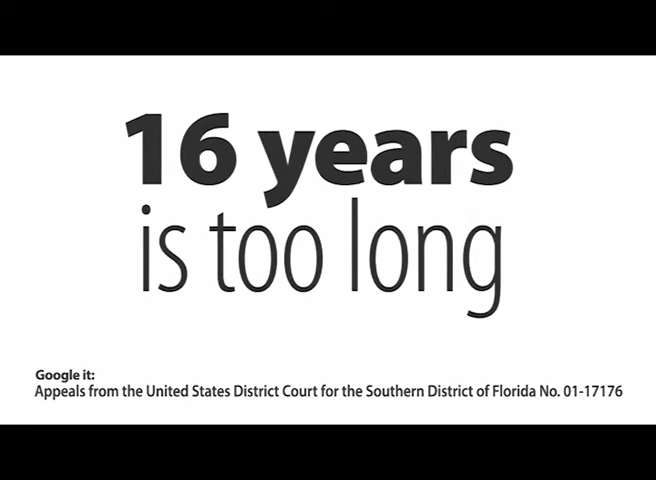 16 years
is too long
Google it:
Appeals from the United States District Court for the Southern District of Florida No. 01-17176